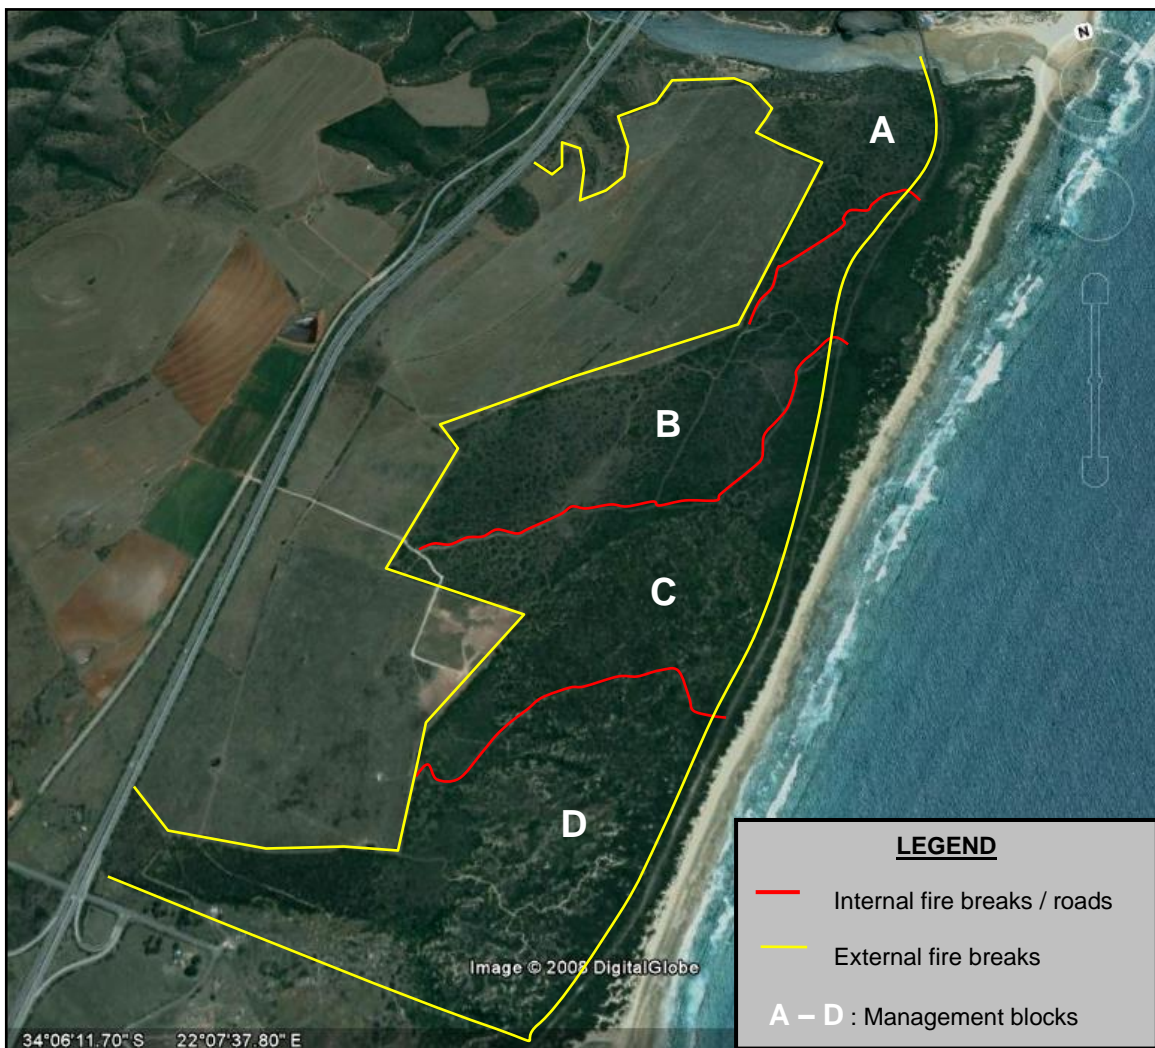 N
A
B
C
D
LEGEND
Internal fire breaks / roads
External fire breaks
A – D : Management blocks
Image © 2008 DigitalGlobe
34°06'11.70" S 22°07'37.80" E